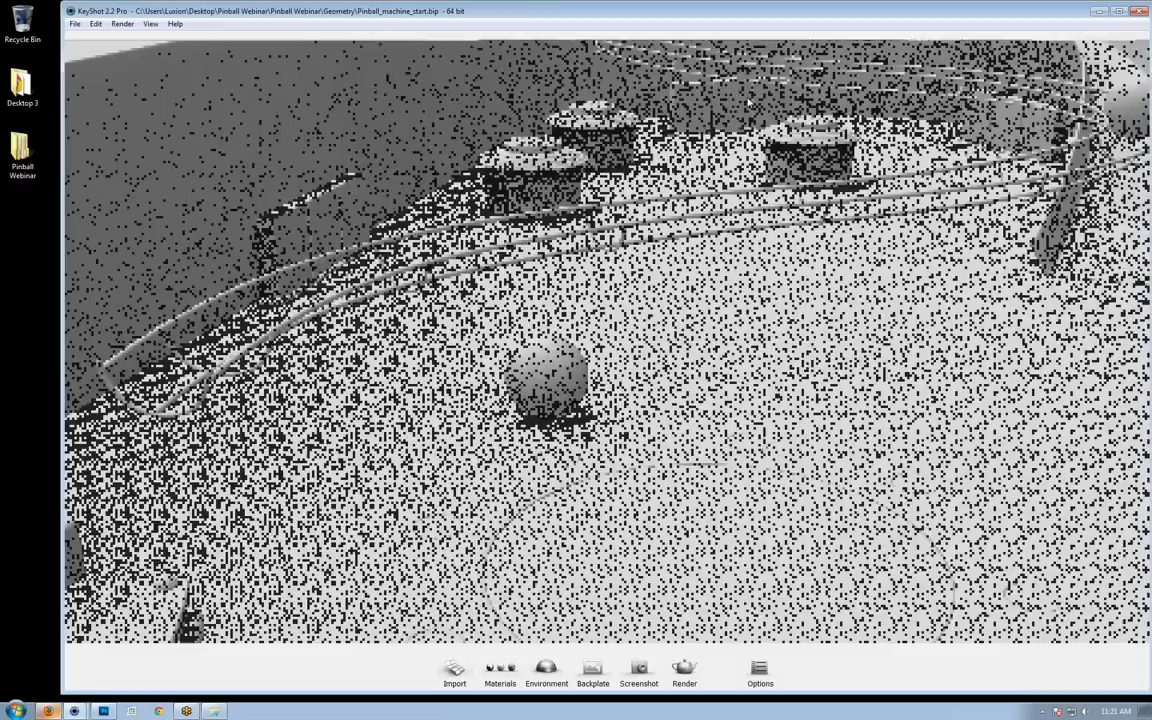 KeyShot 2.2 Pro - C:\Users\Luxion\Desktop\Pinball Webinar\Pinball Webinar\Geometry\Pinball_machine_start.bip - 64 bit
File Edit Render View Help
Recycle Bin
Desktop 3
Pinball
Webinar
Import Materials Environment Backplate Screenshot Render Options
11:21 AM